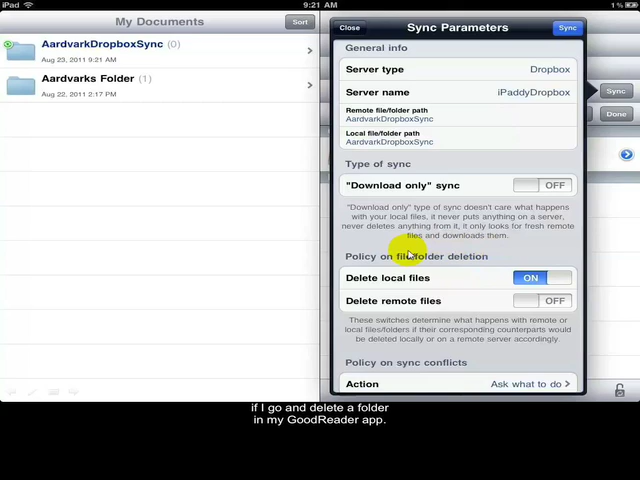 iPad
9:21 AM
1 %
My Documents
Sort
AardvarkDropboxSync (0)
Aug 23, 2011 9:21 AM
Aardvarks Folder (1)
Aug 22, 2011 2:17 PM
Close
Sync Parameters
Sync
General info
Server type
Dropbox
Server name
iPaddyDropbox
Remote file/folder path
AardvarkDropboxSync
Local file/folder path
AardvarkDropboxSync
Type of sync
"Download only" sync
OFF
"Download only" type of sync doesn't care what happens
with your local files, it never puts anything on a server,
never deletes anything from it, it only looks for fresh remote
files and downloads them.
Policy on file/folder deletion
Delete local files
ON
Delete remote files
OFF
These switches determine what happens with remote or
local files/folders if their corresponding counterparts would
be deleted locally or on a remote server accordingly.
Policy on sync conflicts
Action
Ask what to do
Sync
Done
if I go and delete a folder
in my GoodReader app.